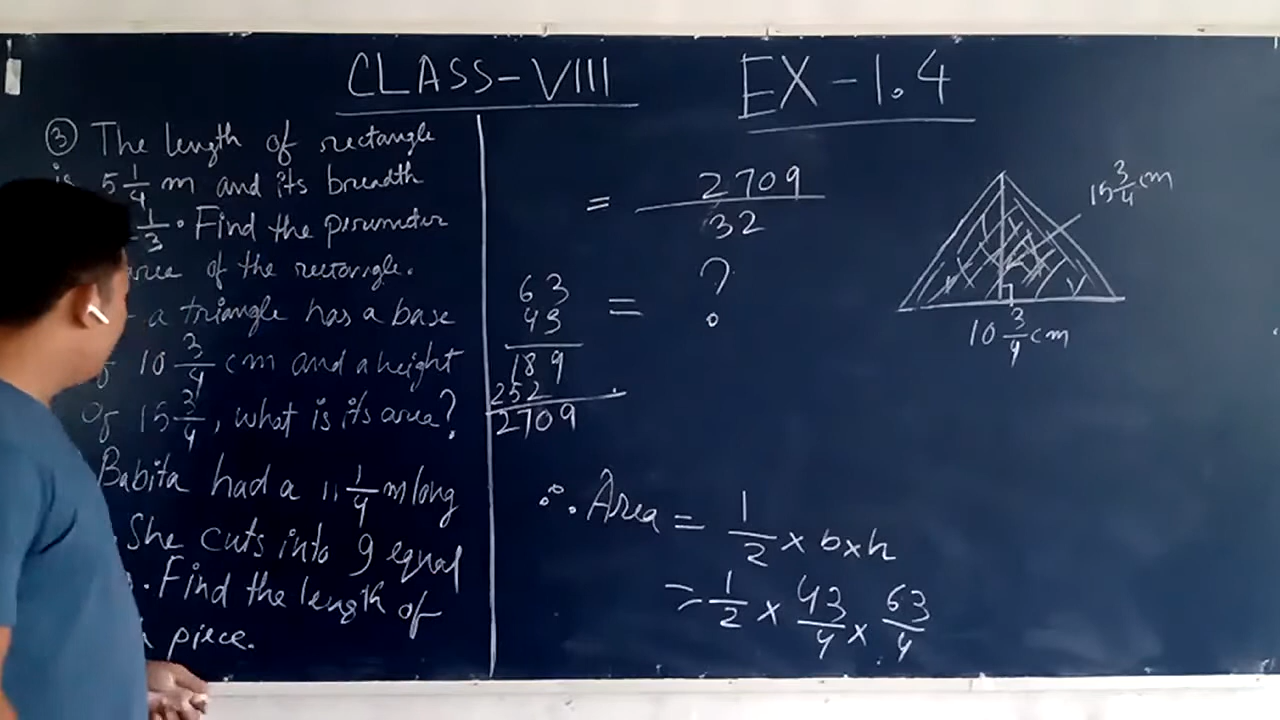 CLASS-VIII
EX-1.4
③ The length of rectangle
is 5 1/4 m and its breadth
1/3. Find the perimeter
area of the rectangle.
a triangle has a base
10 3/4 cm and a height
of 15 3/4, what is its area?
Babita had a 11 1/4 m long
. She cuts into 9 equal
. Find the length of
piece.
= 2709/32
= ?
63
43
189
252
2709
15 3/4 cm
10 3/4 cm
∴ Area = 1/2 × b × h
= 1/2 × 43/4 × 63/4